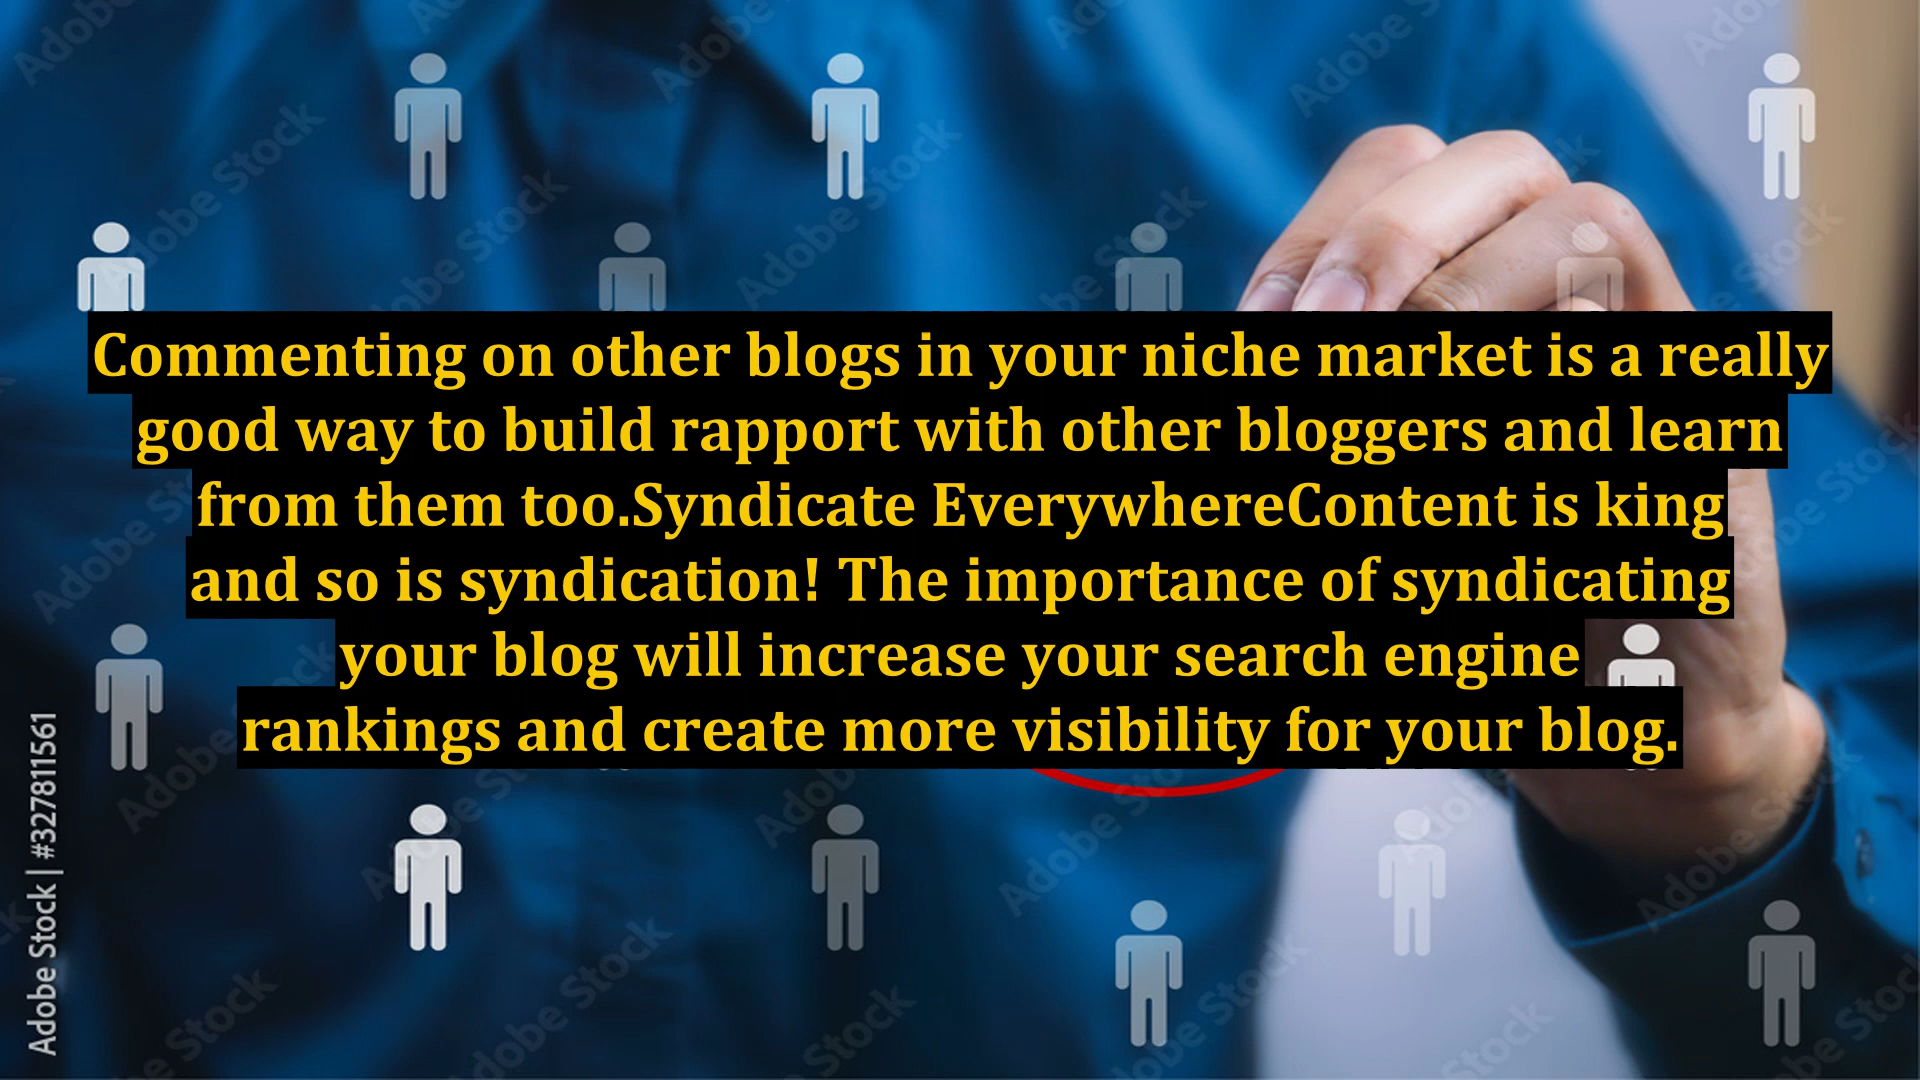 Commenting on other blogs in your niche market is a really
good way to build rapport with other bloggers and learn
from them too.Syndicate EverywhereContent is king
and so is syndication! The importance of syndicating
your blog will increase your search engine
rankings and create more visibility for your blog.
Adobe Stock | #327811561